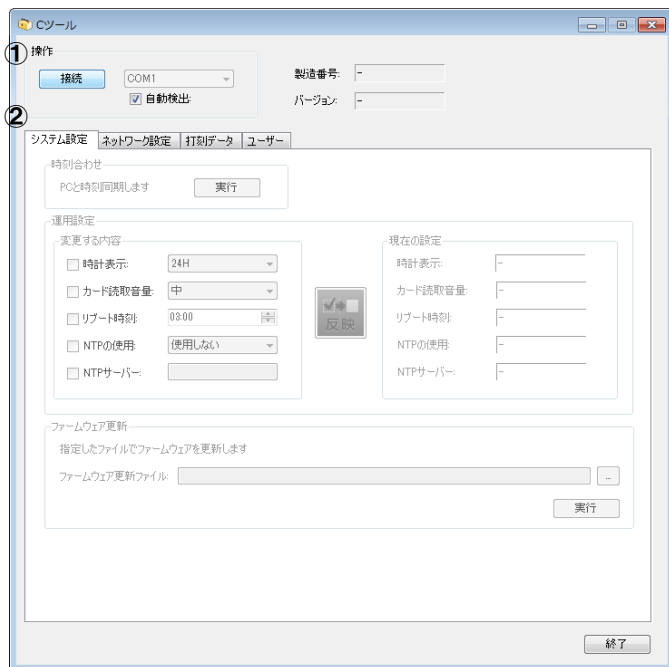 Cツール
① 操作
接続 COM1
自動検出:
製造番号: -
バージョン: -
②
システム設定 ネットワーク設定 打刻データ ユーザー
時刻合わせ
PCと時刻同期します 実行
運用設定
変更する内容
時計表示: 24H
カード読取音量: 中
リブート時刻: 03:00
NTPの使用: 使用しない
NTPサーバー:
反映
現在の設定
時計表示: -
カード読取音量: -
リブート時刻: -
NTPの使用: -
NTPサーバー: -
ファームウェア更新
指定したファイルでファームウェアを更新します
ファームウェア更新ファイル: ...
実行
終了